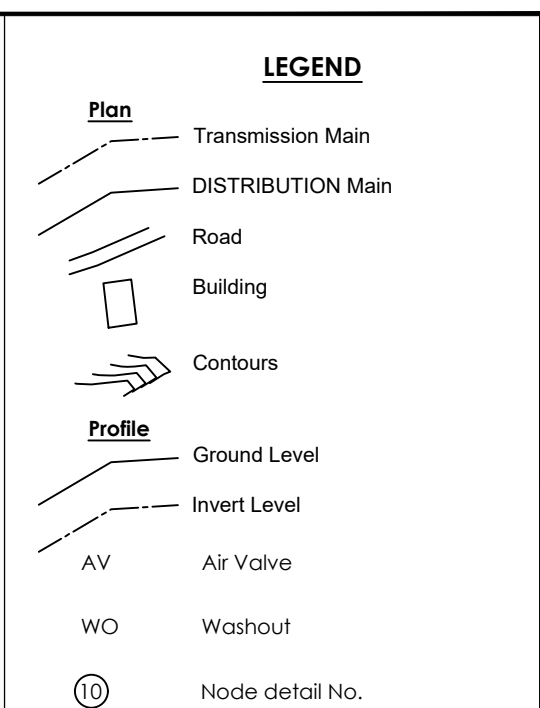 LEGEND
Plan
Transmission Main
DISTRIBUTION Main
Road
Building
Contours
Profile
Ground Level
Invert Level
AV Air Valve
WO Washout
10 Node detail No.